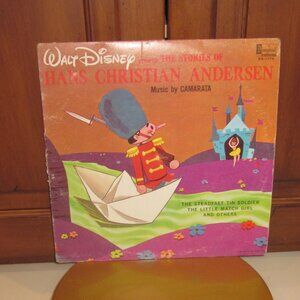 WALT DISNEY
THE STORIES OF
HANS CHRISTIAN ANDERSEN
Music by CAMARATA
THE STEADFAST TIN SOLDIER
THE LITTLE MATCH GIRL
AND OTHERS